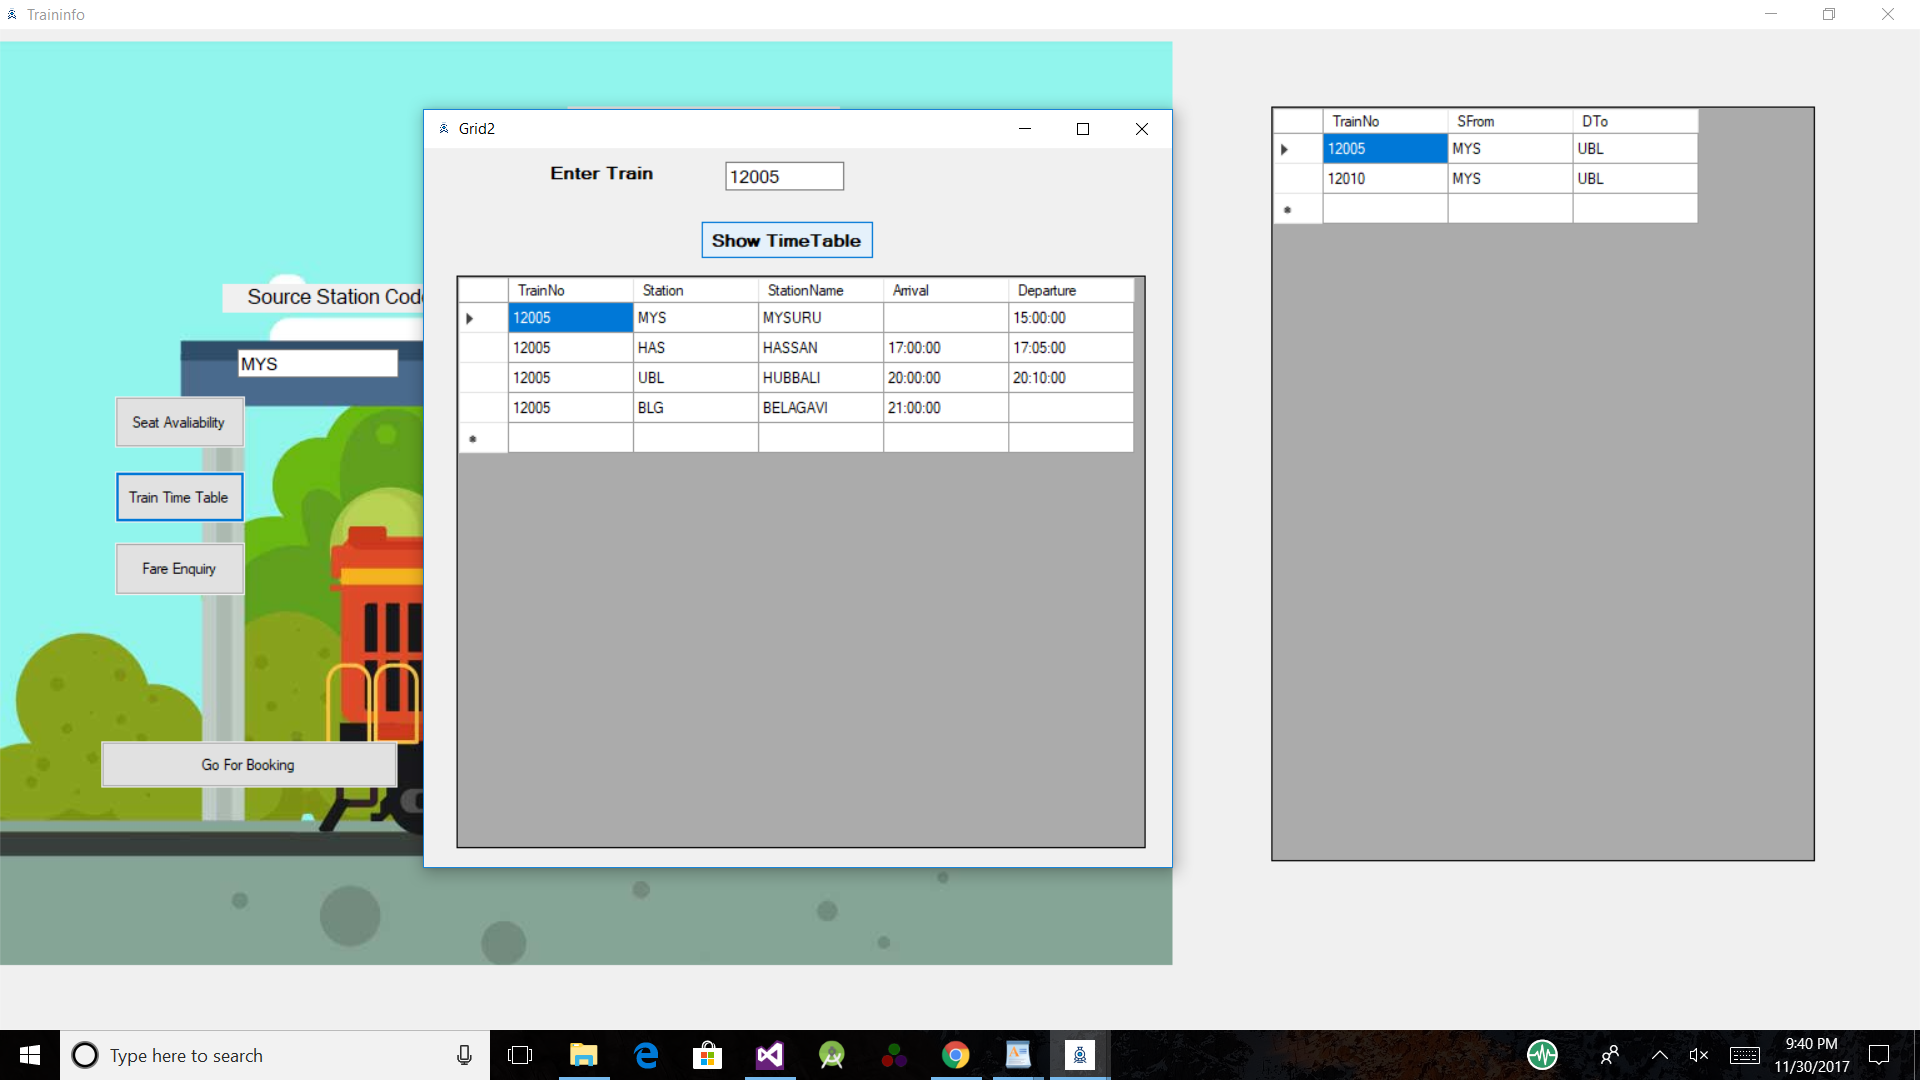 Traininfo
Grid2
Enter Train 12005
Show TimeTable
TrainNo Station StationName Arrival Departure
12005 MYS MYSURU 15:00:00
12005 HAS HASSAN 17:00:00 17:05:00
12005 UBL HUBBALI 20:00:00 20:10:00
12005 BLG BELAGAVI 21:00:00
TrainNo SFrom DTo
12005 MYS UBL
12010 MYS UBL
Source Station Cod
MYS
Seat Avaliability
Train Time Table
Fare Enquiry
Go For Booking
Type here to search
9:40 PM
11/30/2017